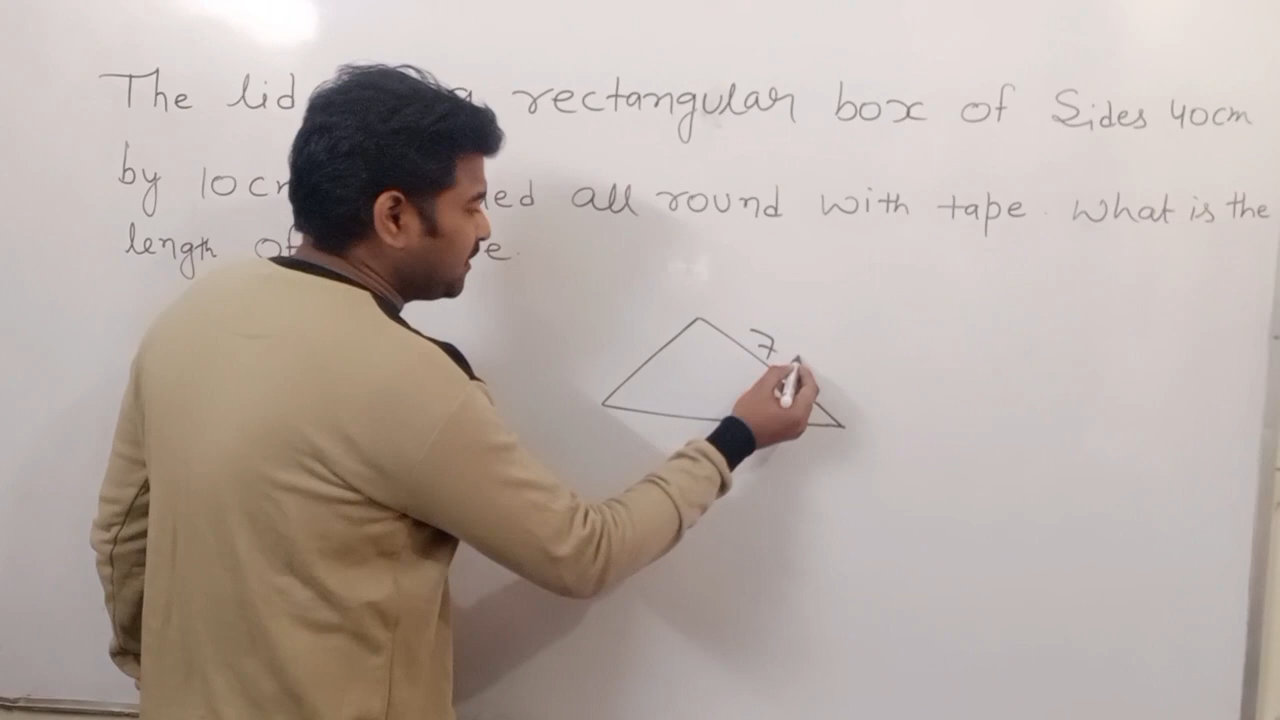 The lid a rectangular box of Sides 40cm
by 10c ed all round with tape. What is the
length of e.
7